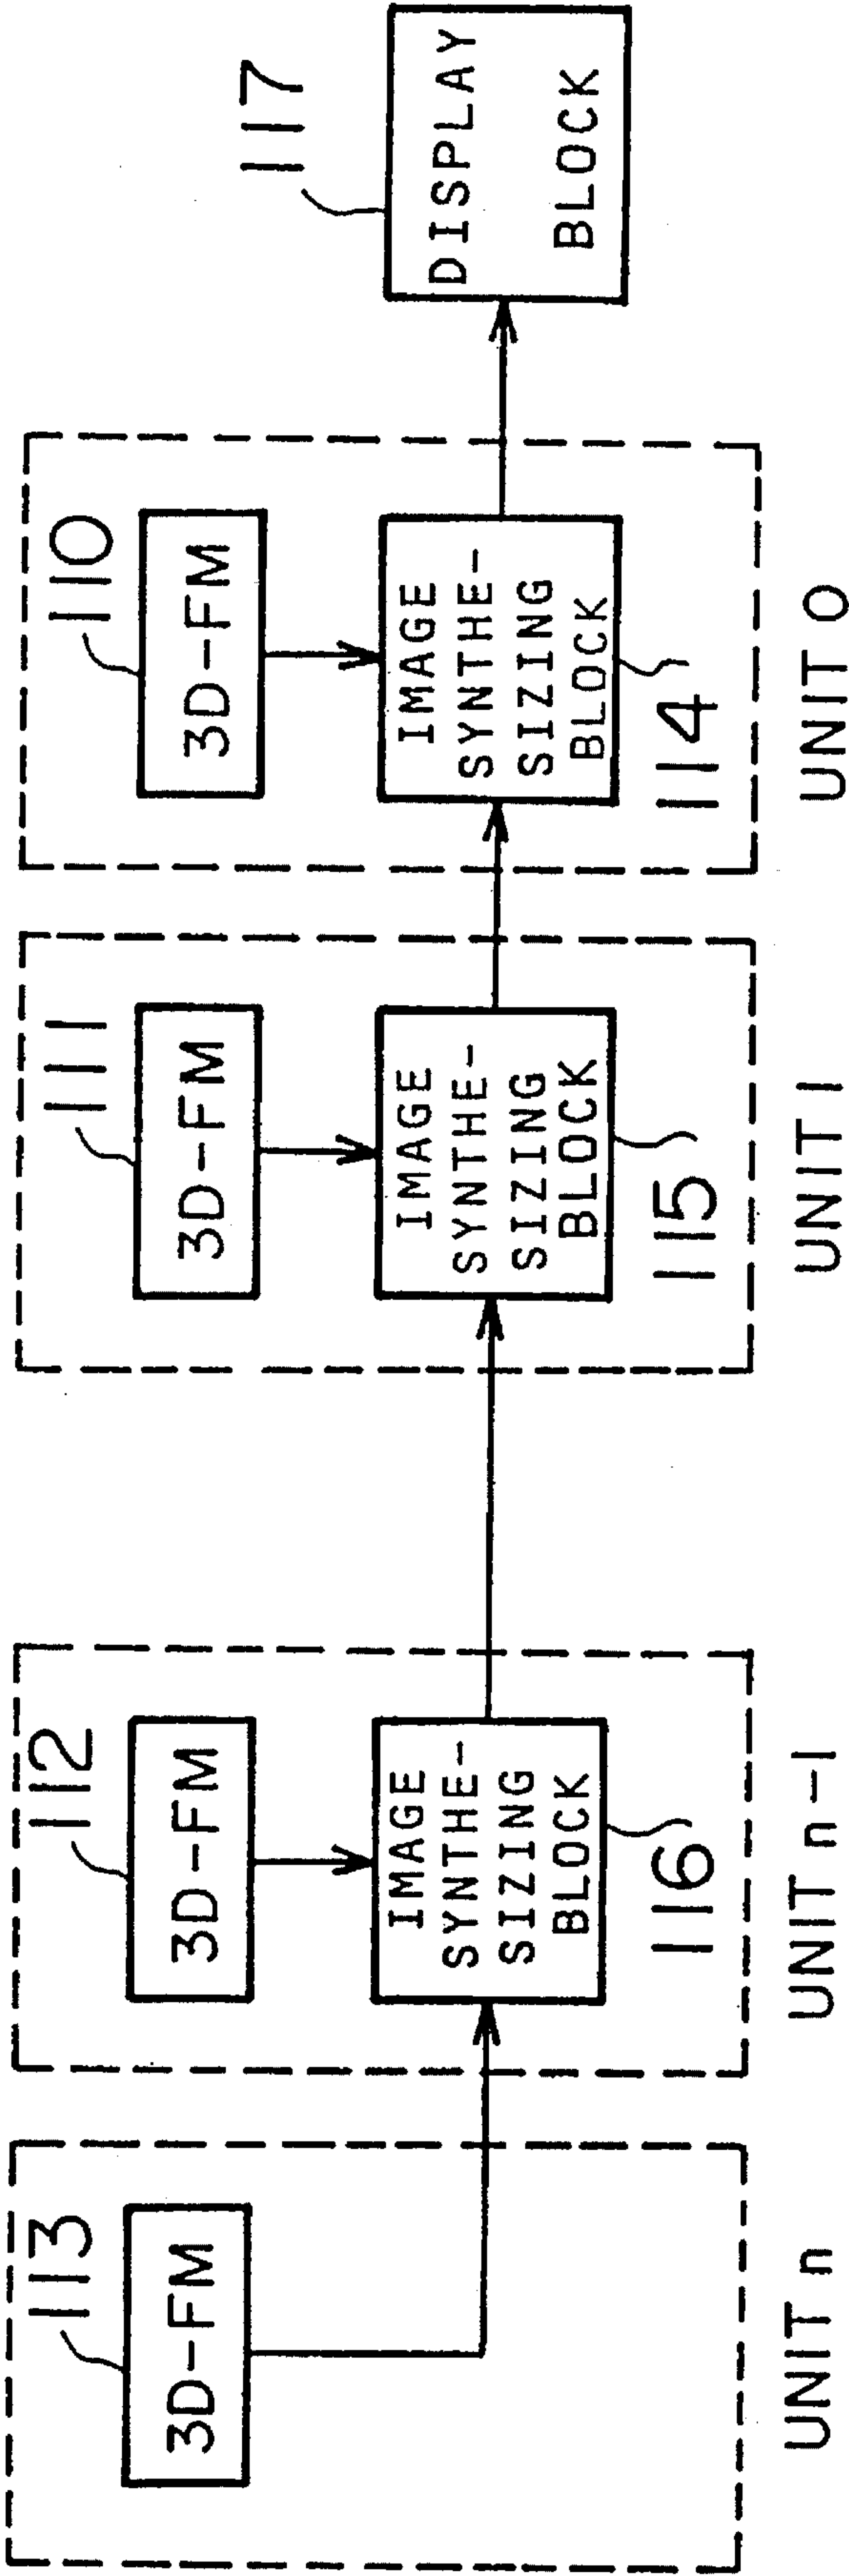 113
3D-FM
UNIT n
112
3D-FM
IMAGE
SYNTHE-
SIZING
BLOCK
116
UNIT n-1
111
3D-FM
IMAGE
SYNTHE-
SIZING
BLOCK
115
UNIT 1
110
3D-FM
IMAGE
SYNTHE-
SIZING
BLOCK
114
UNIT 0
117
DISPLAY
BLOCK